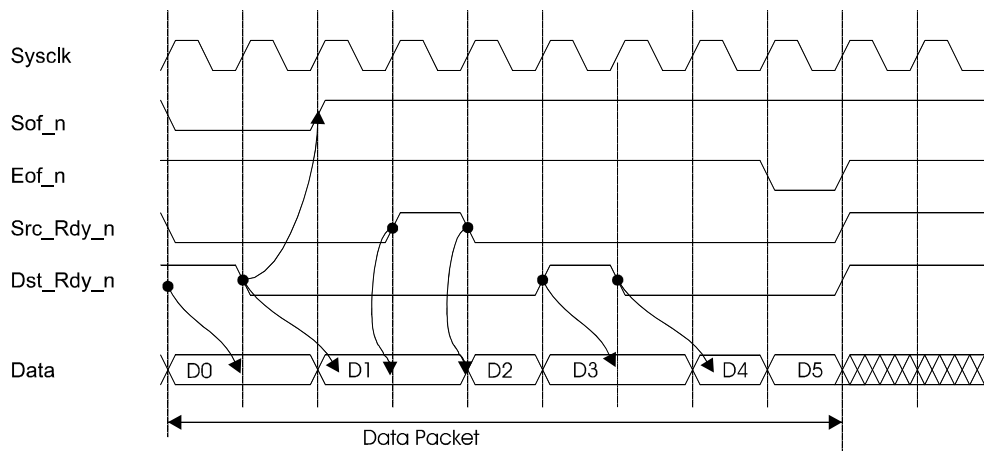 Sysclk
Sof_n
Eof_n
Src_Rdy_n
Dst_Rdy_n
Data D0 D1 D2 D3 D4 D5
Data Packet